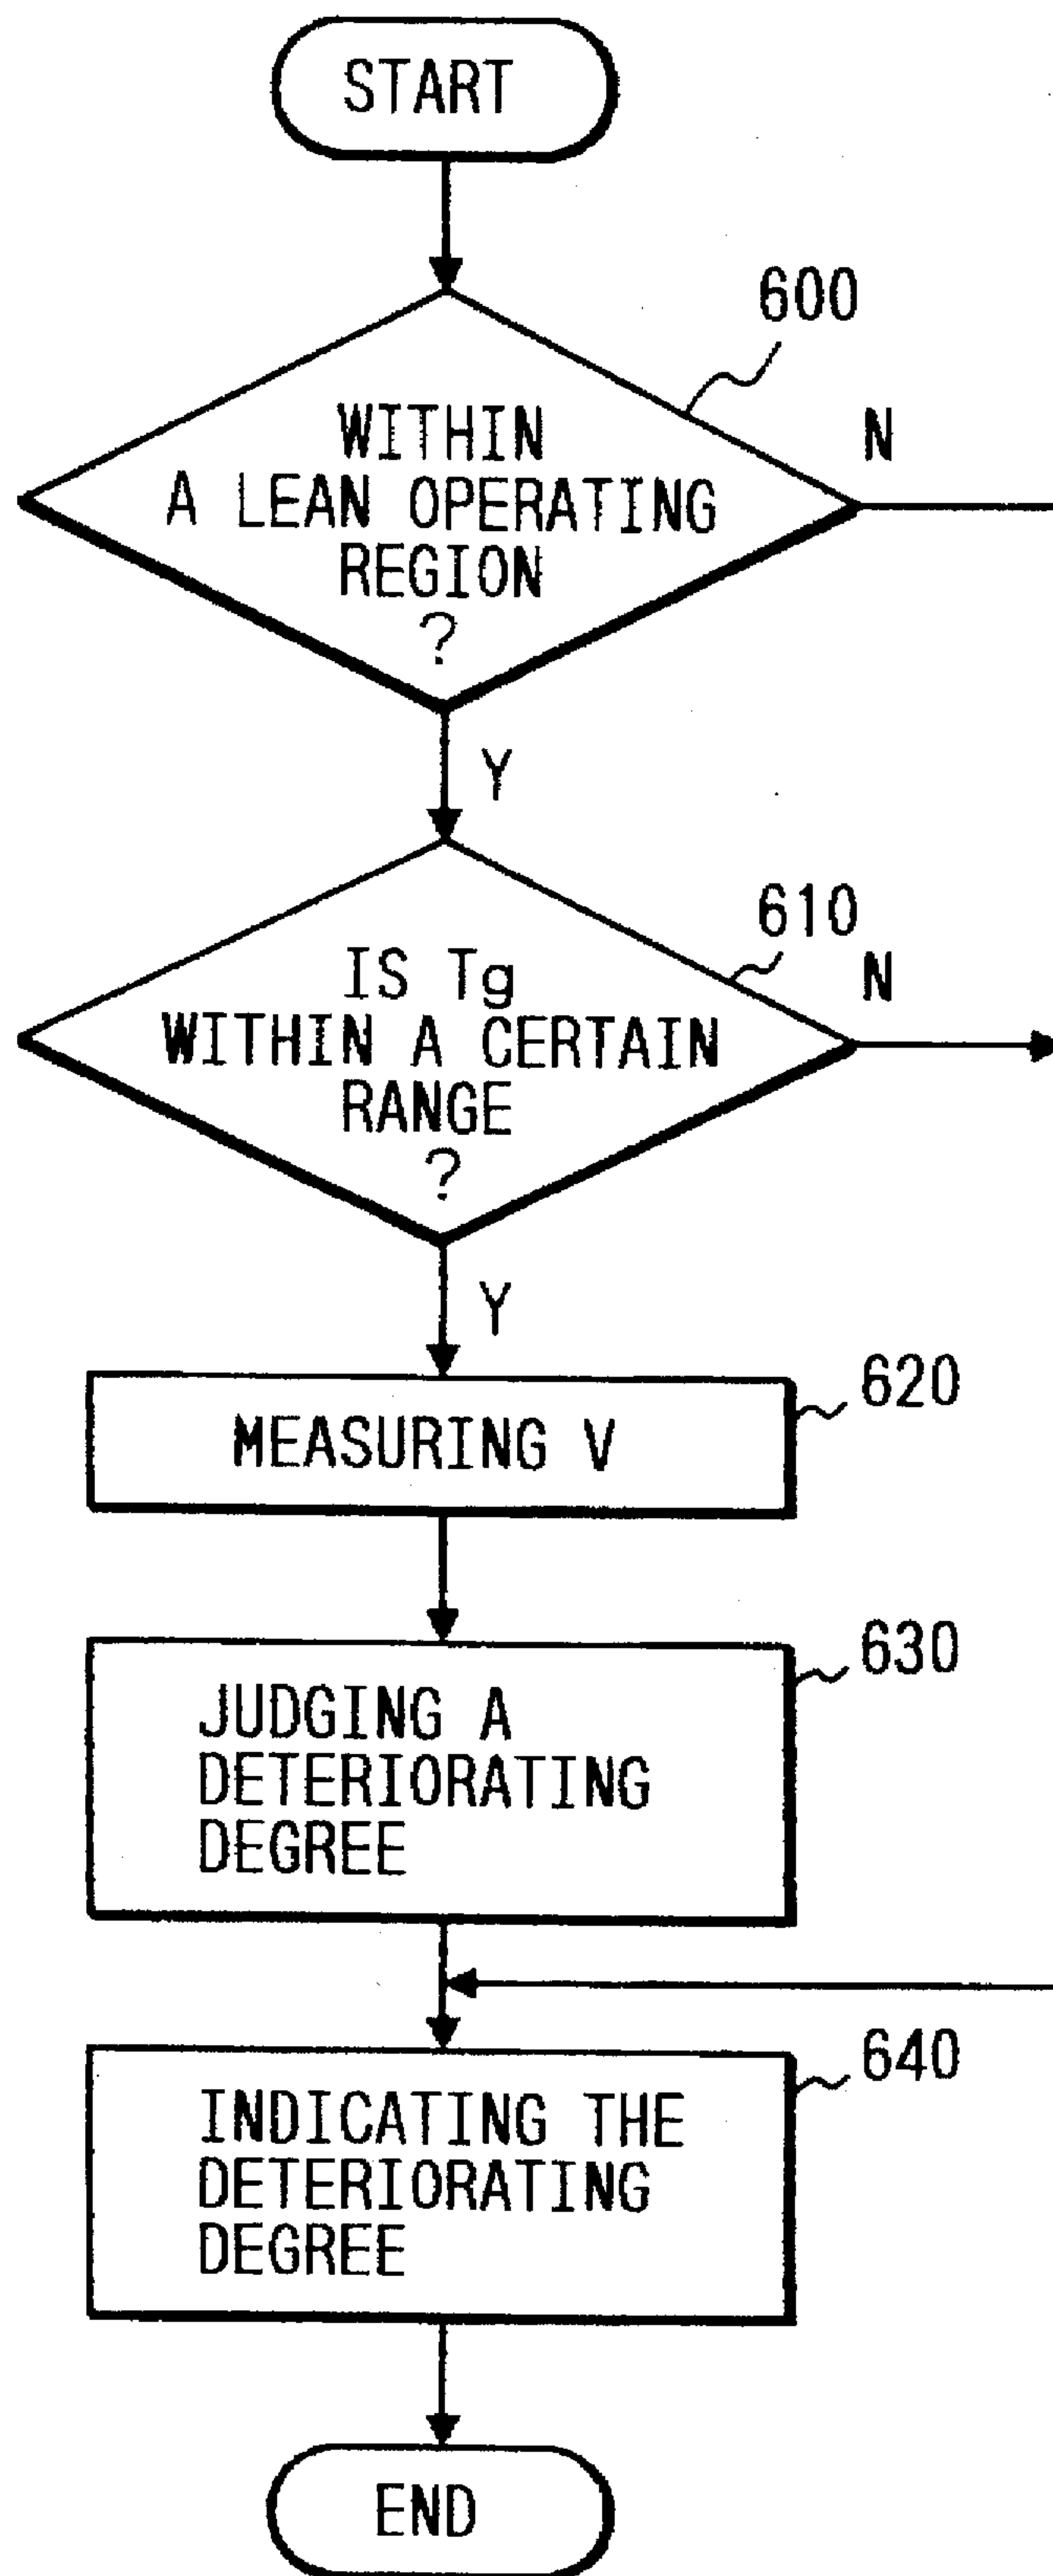 START
600
WITHIN
A LEAN OPERATING
REGION
?
N
Y
610
IS Tg
WITHIN A CERTAIN
RANGE
?
N
Y
620
MEASURING V
630
JUDGING A
DETERIORATING
DEGREE
640
INDICATING THE
DETERIORATING
DEGREE
END